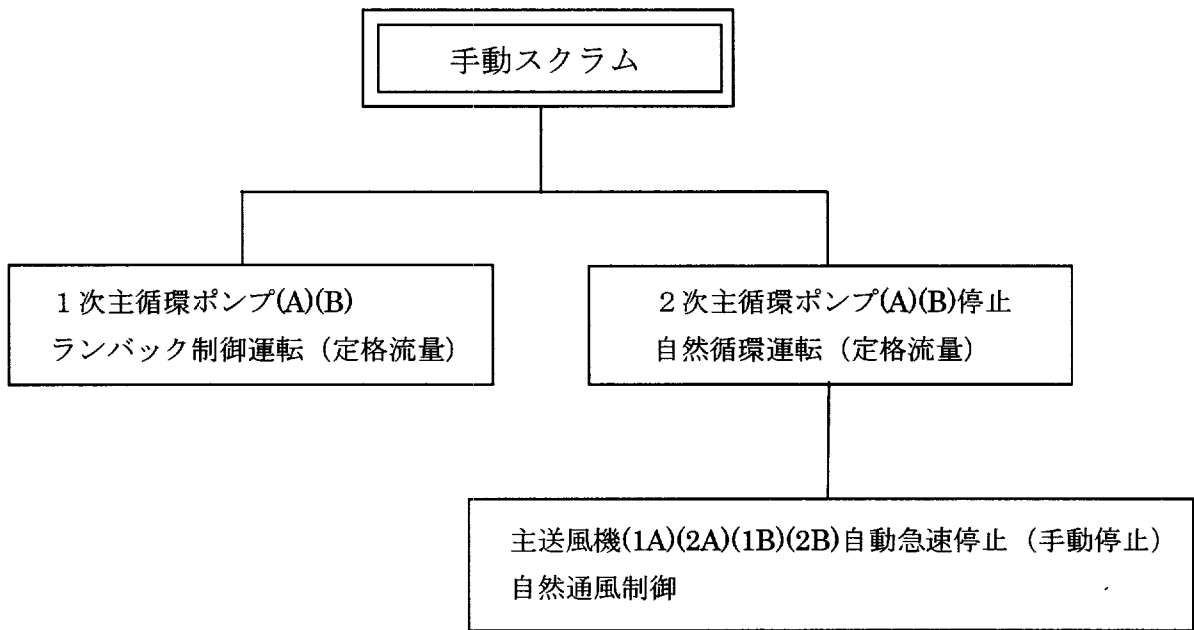 手動スクラム
1次主循環ポンプ(A)(B)
ランバック制御運転（定格流量）
2次主循環ポンプ(A)(B)停止
自然循環運転（定格流量）
主送風機(1A)(2A)(1B)(2B)自動急速停止（手動停止）
自然通風制御